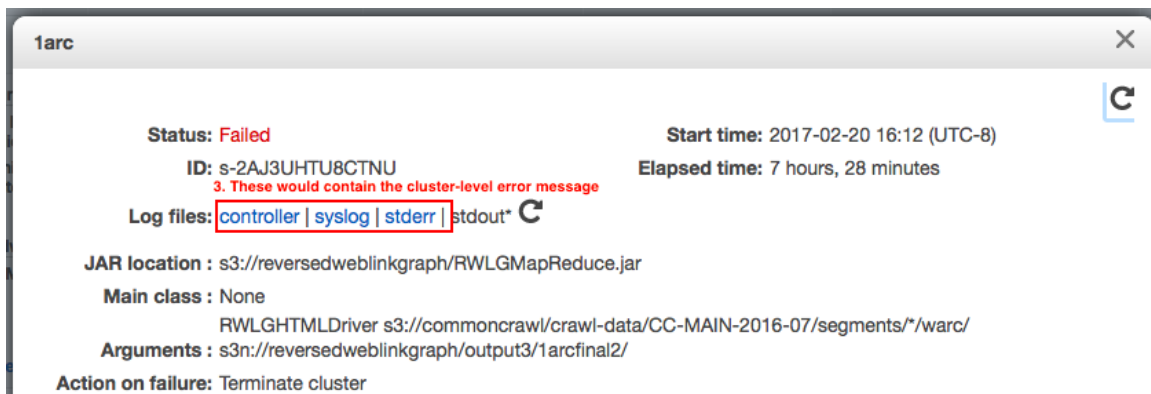 1arc
Status: Failed
Start time: 2017-02-20 16:12 (UTC-8)
ID: s-2AJ3UHTU8CTNU
Elapsed time: 7 hours, 28 minutes
3. These would contain the cluster-level error message
Log files: controller | syslog | stderr | stdout*
JAR location : s3://reversedweblinkgraph/RWLGMapReduce.jar
Main class : None
RWLGHTMLDriver s3://commoncrawl/crawl-data/CC-MAIN-2016-07/segments/*/warc/
Arguments : s3n://reversedweblinkgraph/output3/1arcfinal2/
Action on failure: Terminate cluster